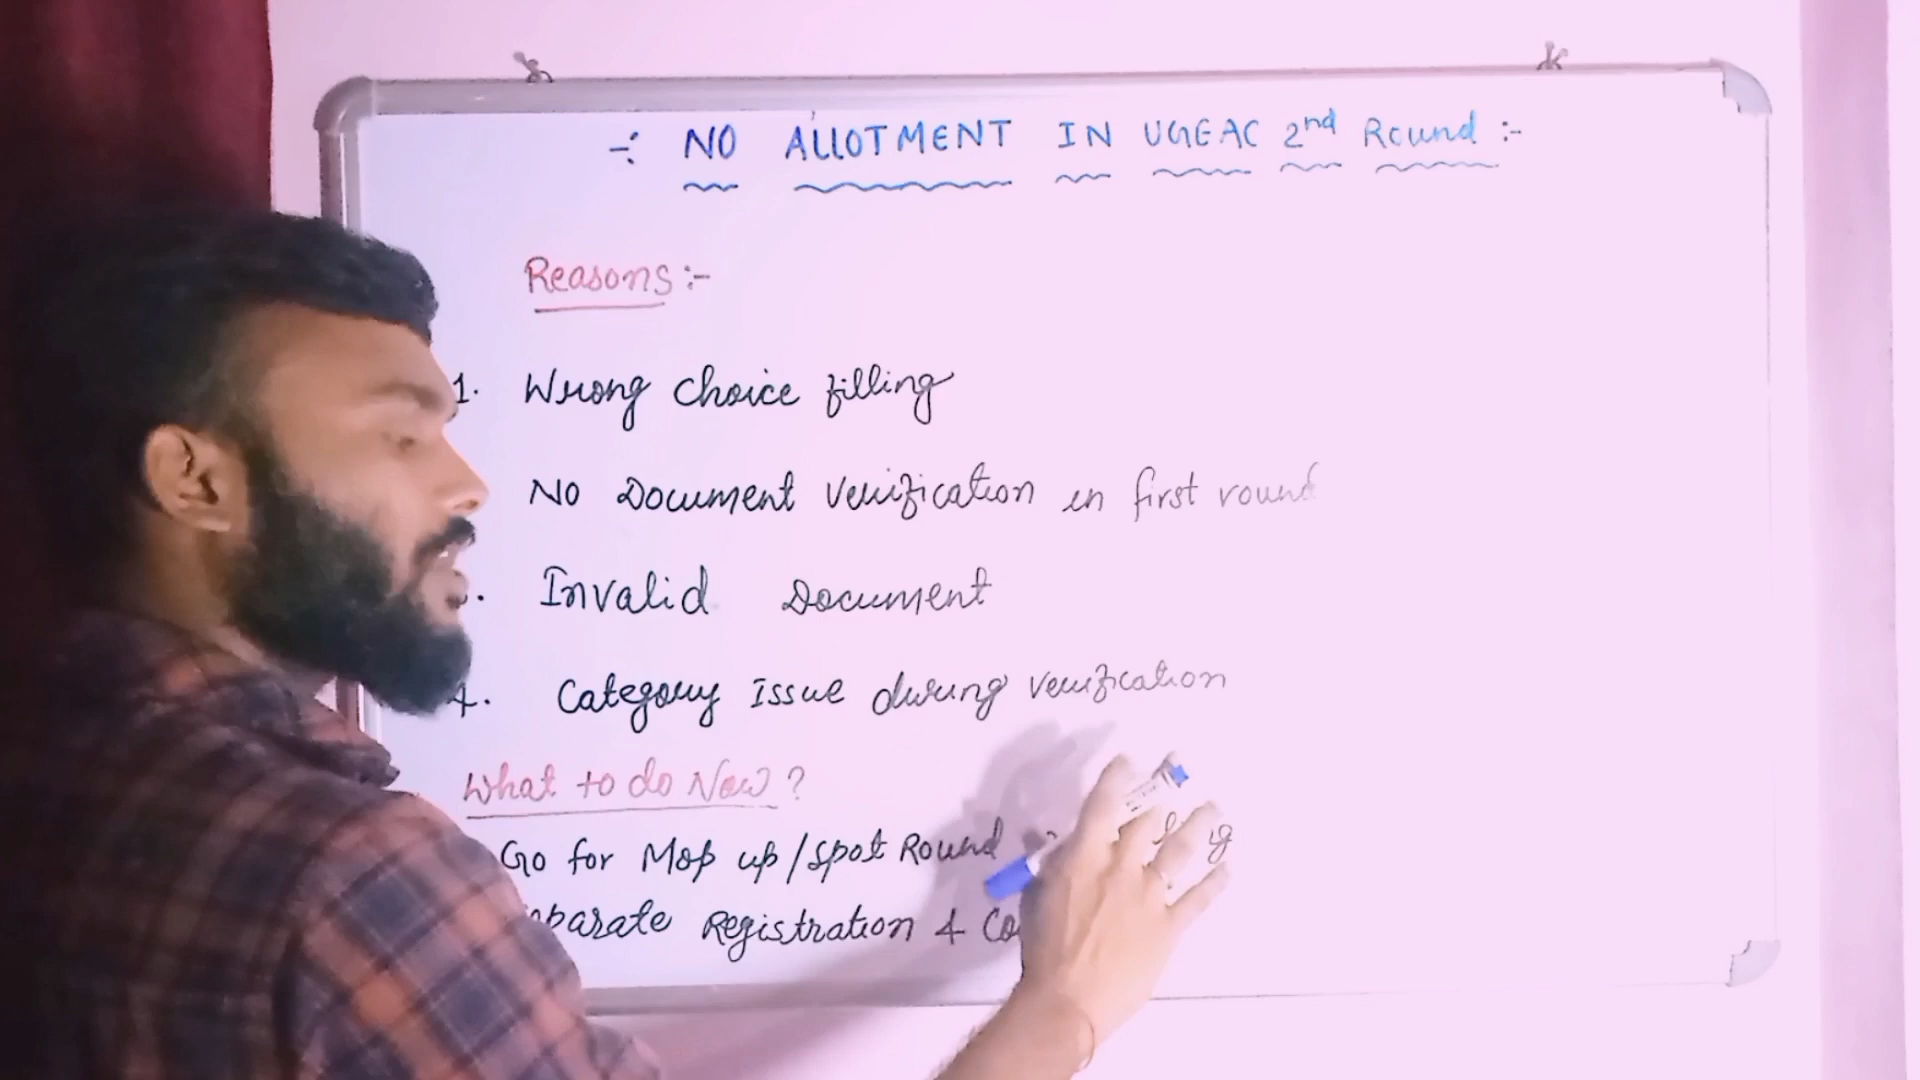 -: NO ALLOTMENT IN UGEAC 2nd Round :-
Reasons :-
1. Wrong Choice filling
NO Document Verification in first round
Invalid Document
4. Category Issue during verification
What to do Now?
Go for Mop up/Spot Round
Registration &